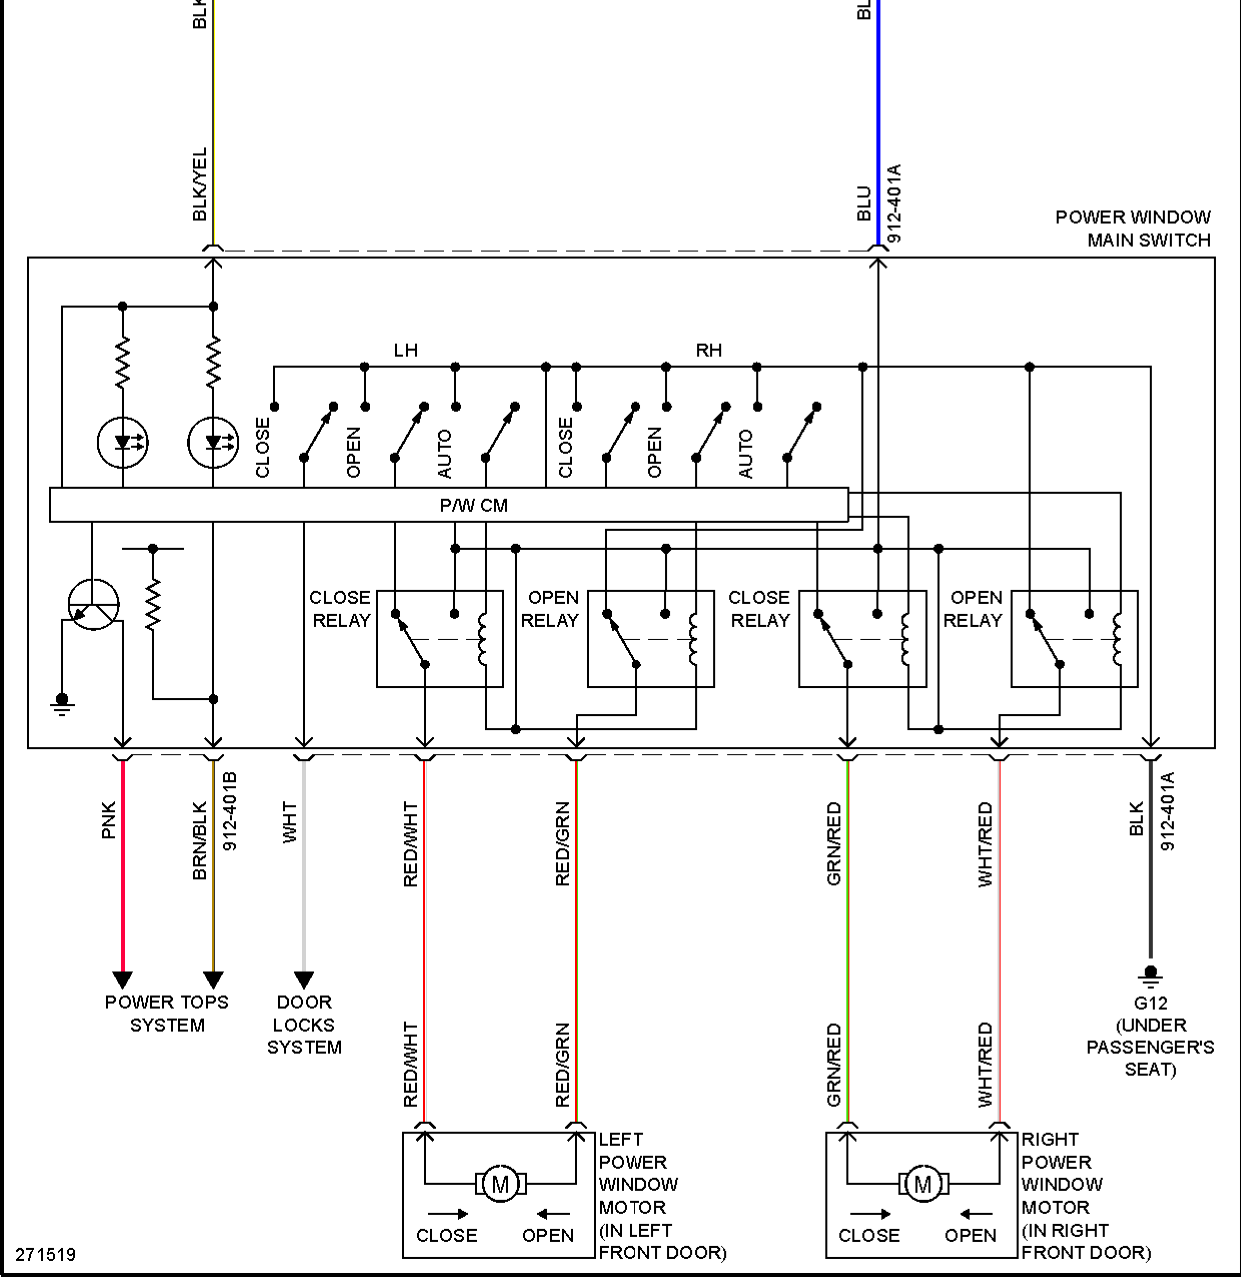 BLK/YEL
BLU
912-401A
POWER WINDOW
MAIN SWITCH
LH
RH
CLOSE
OPEN
AUTO
CLOSE
OPEN
AUTO
P/W CM
CLOSE
RELAY
OPEN
RELAY
CLOSE
RELAY
OPEN
RELAY
PNK
BRN/BLK
912-401B
WHT
RED/WHT
RED/GRN
GRN/RED
WHT/RED
BLK
912-401A
POWER TOPS
SYSTEM
DOOR
LOCKS
SYSTEM
G12
(UNDER
PASSENGER'S
SEAT)
RED/WHT
RED/GRN
GRN/RED
WHT/RED
M
CLOSE
OPEN
LEFT
POWER
WINDOW
MOTOR
(IN LEFT
FRONT DOOR)
M
CLOSE
OPEN
RIGHT
POWER
WINDOW
MOTOR
(IN RIGHT
FRONT DOOR)
271519